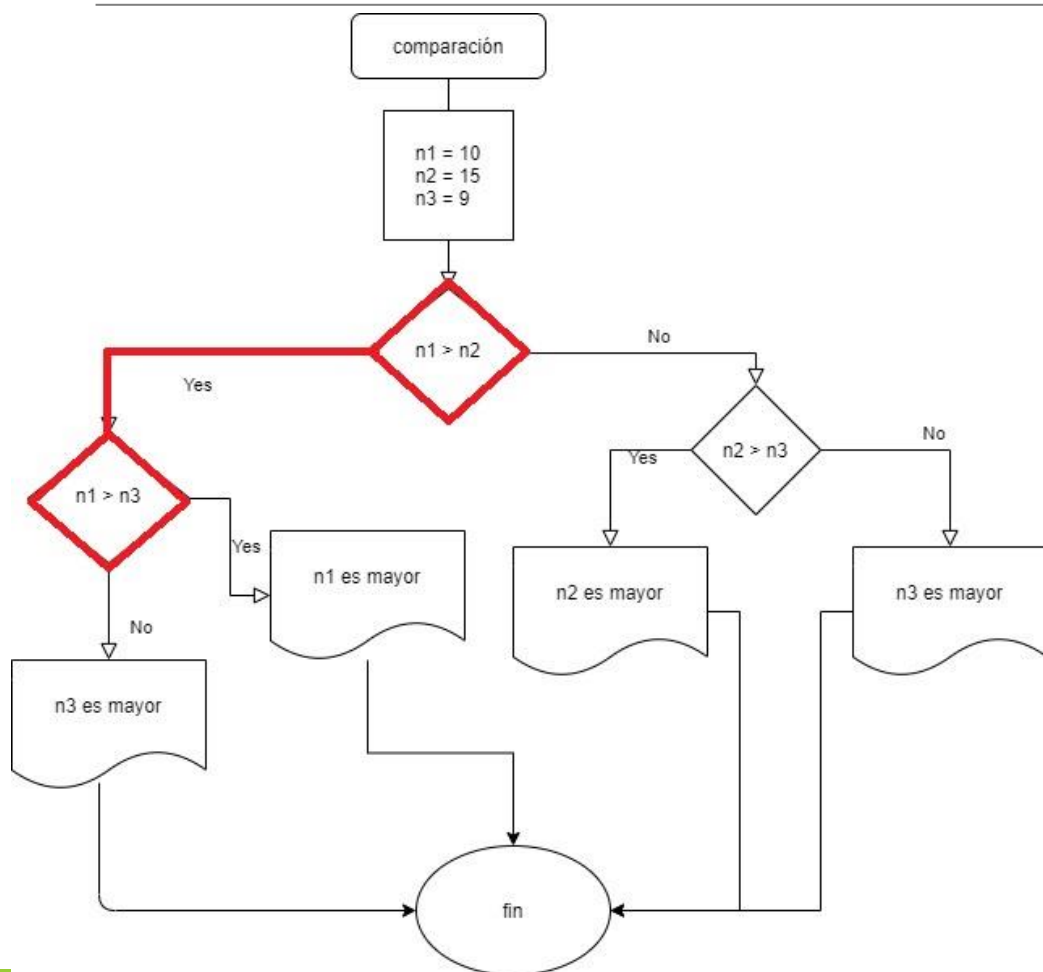 comparación
n1 = 10
n2 = 15
n3 = 9
n1 > n2
No
Yes
n2 > n3
No
Yes
n1 > n3
Yes
n1 es mayor
n2 es mayor
n3 es mayor
No
n3 es mayor
fin